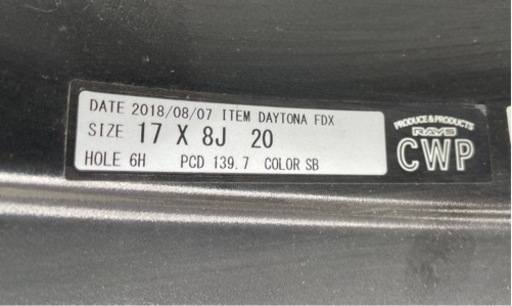 DATE 2018/08/07 ITEM DAYTONA FDX
SIZE 17 X 8J 20
HOLE 6H PCD 139.7 COLOR SB
PRODUCE & PRODUCTS
RAYS
CWP